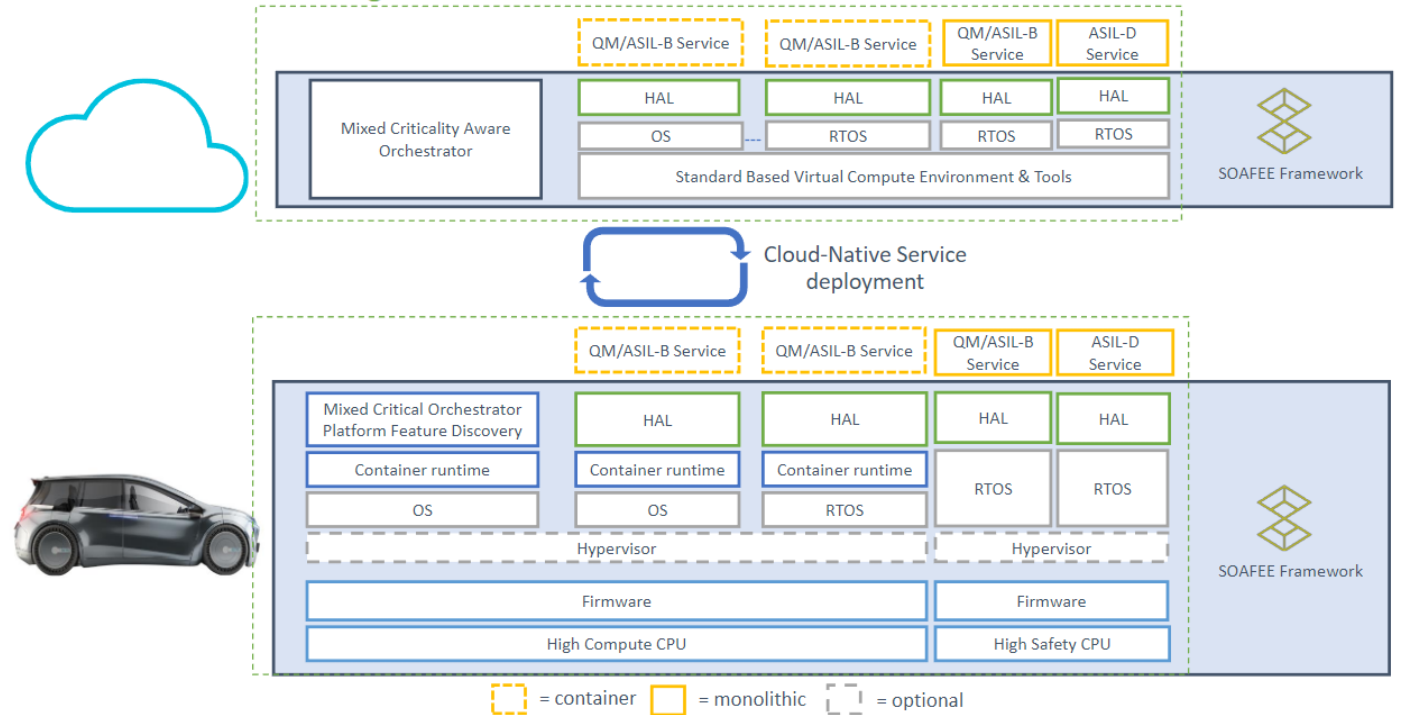 QM/ASIL-B Service
QM/ASIL-B Service
QM/ASIL-B
Service
ASIL-D
Service
Mixed Criticality Aware
Orchestrator
HAL
HAL
HAL
HAL
OS
---
RTOS
RTOS
RTOS
Standard Based Virtual Compute Environment & Tools
SOAFEE Framework
Cloud-Native Service
deployment
QM/ASIL-B Service
QM/ASIL-B Service
QM/ASIL-B
Service
ASIL-D
Service
Mixed Critical Orchestrator
Platform Feature Discovery
HAL
HAL
HAL
HAL
Container runtime
Container runtime
Container runtime
RTOS
RTOS
OS
OS
RTOS
Hypervisor
Hypervisor
SOAFEE Framework
Firmware
Firmware
High Compute CPU
High Safety CPU
= container
= monolithic
= optional